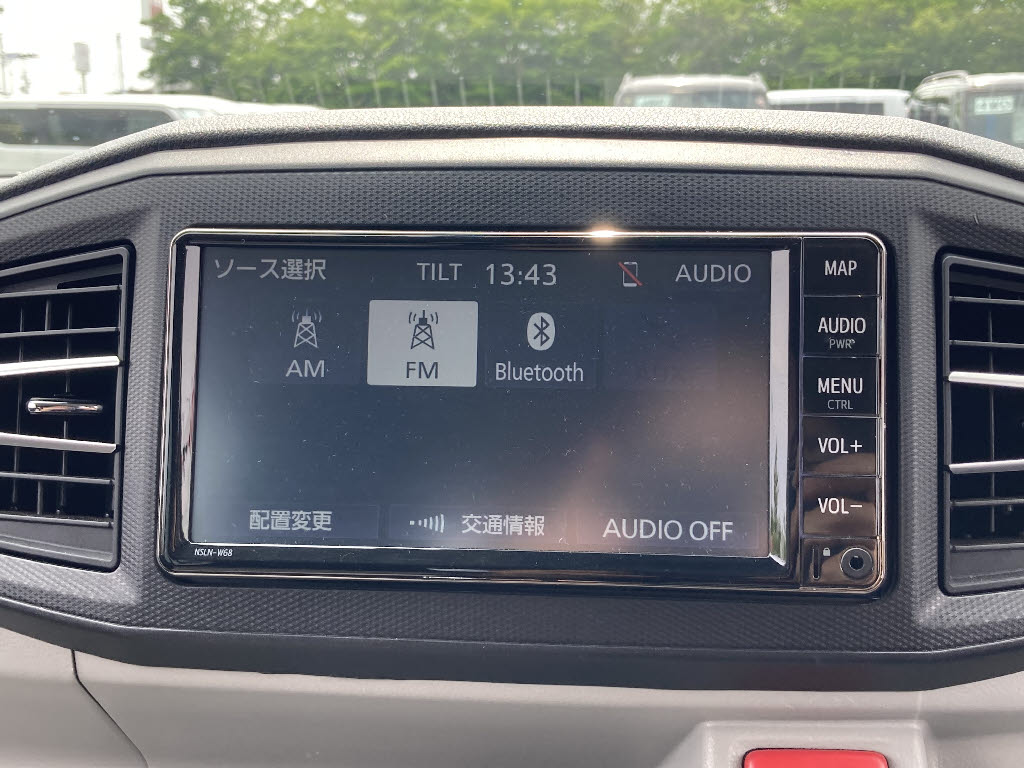 ソース選択 TILT 13:43 AUDIO
AM FM Bluetooth
配置変更 交通情報 AUDIO OFF
NSLN-W68
MAP
AUDIO
PWR
MENU
CTRL
VOL+
VOL-